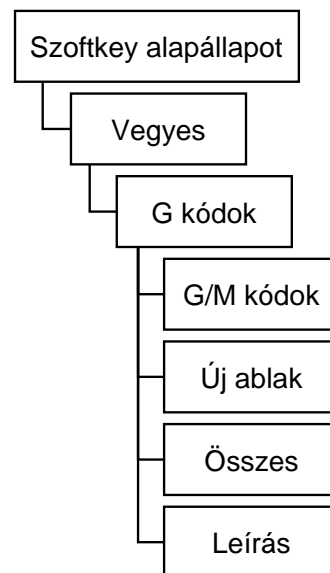 Szoftkey alapállapot
Vegyes
G kódok
G/M kódok
Új ablak
Összes
Leírás